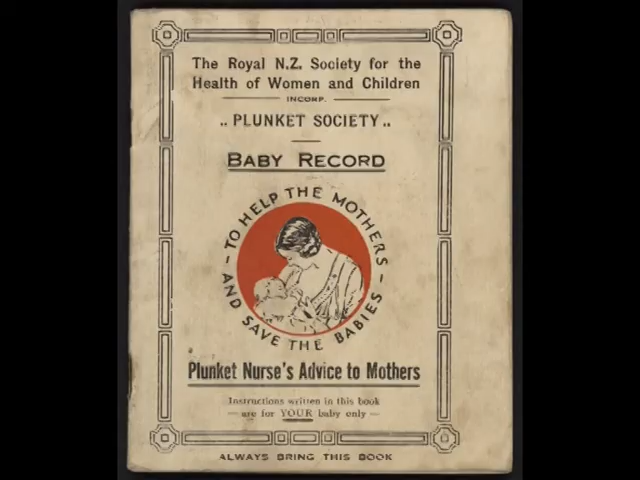 The Royal N.Z. Society for the
Health of Women and Children
INCORP.
.. PLUNKET SOCIETY ..
BABY RECORD
- TO HELP THE MOTHERS -
AND SAVE THE BABIES
Plunket Nurse's Advice to Mothers
Instructions written in this book
— are for YOUR baby only —
ALWAYS BRING THIS BOOK